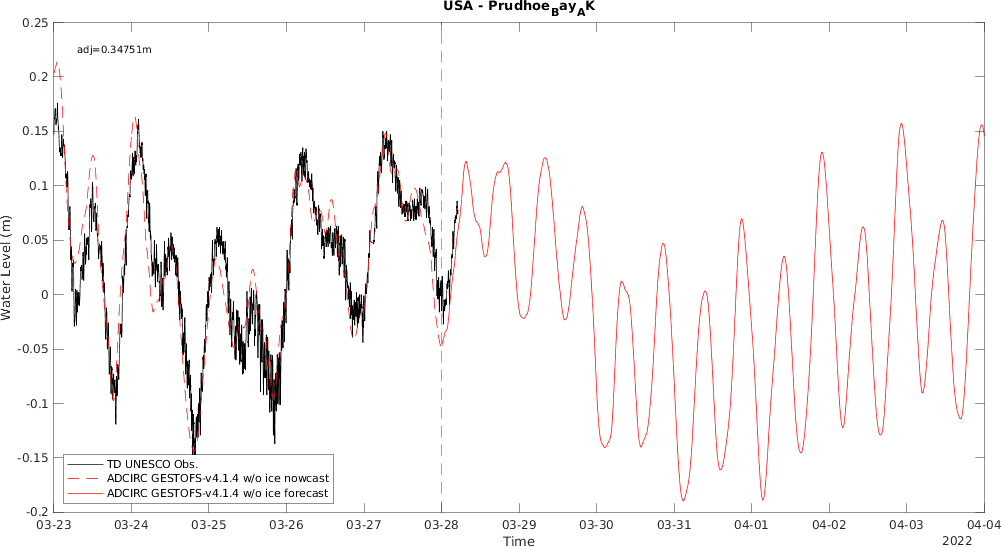 USA - Prudhoe_Bay_AK
adj=0.34751m
0.25
0.2
0.15
0.1
0.05
0
-0.05
-0.1
-0.15
-0.2
Water Level (m)
TD UNESCO Obs.
ADCIRC GESTOFS-v4.1.4 w/o ice nowcast
ADCIRC GESTOFS-v4.1.4 w/o ice forecast
03-23 03-24 03-25 03-26 03-27 03-28 03-29 03-30 03-31 04-01 04-02 04-03 04-04
Time
2022